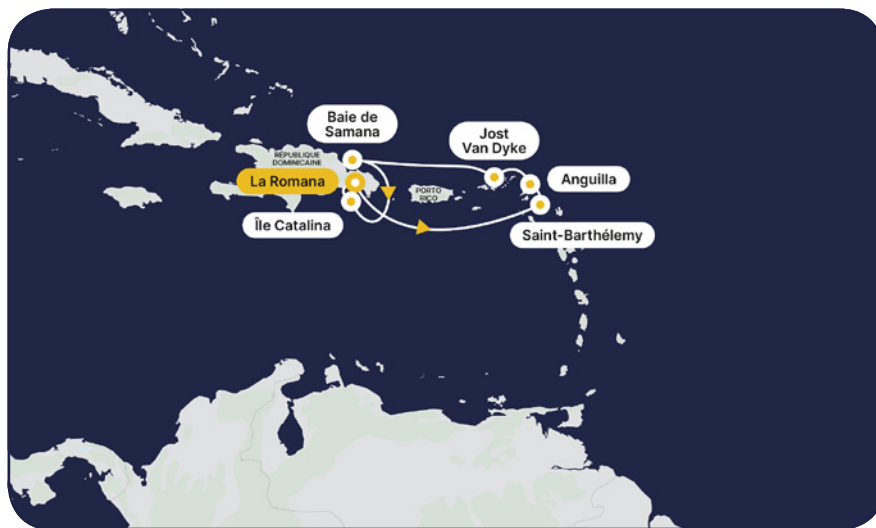 Baie de
Samana
Jost
Van Dyke
RÉPUBLIQUE
DOMINICAINE
La Romana
Anguilla
PORTO
RICO
Île Catalina
Saint-Barthélemy